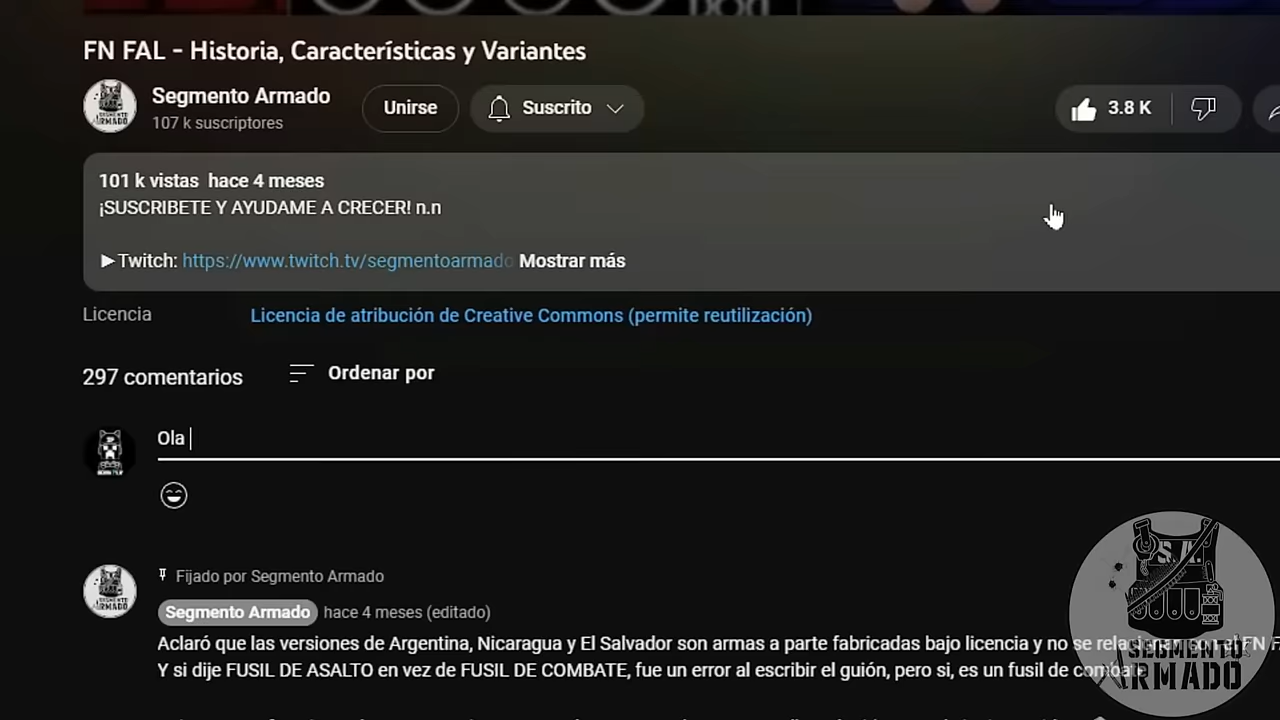 FN FAL - Historia, Características y Variantes
Segmento Armado
107 k suscriptores
Unirse
Suscrito
3.8 K
101 k vistas hace 4 meses
¡SUSCRIBETE Y AYUDAME A CRECER! n.n
►Twitch: https://www.twitch.tv/segmentoarmado Mostrar más
Licencia
Licencia de atribución de Creative Commons (permite reutilización)
297 comentarios
Ordenar por
Ola
Fijado por Segmento Armado
Segmento Armado hace 4 meses (editado)
Aclaró que las versiones de Argentina, Nicaragua y El Salvador son armas a parte fabricadas bajo licencia y no se relacionan con el FN
Y si dije FUSIL DE ASALTO en vez de FUSIL DE COMBATE, fue un error al escribir el guión, pero si, es un fusil de combate
S.A.
SEGMENTO
ARMADO